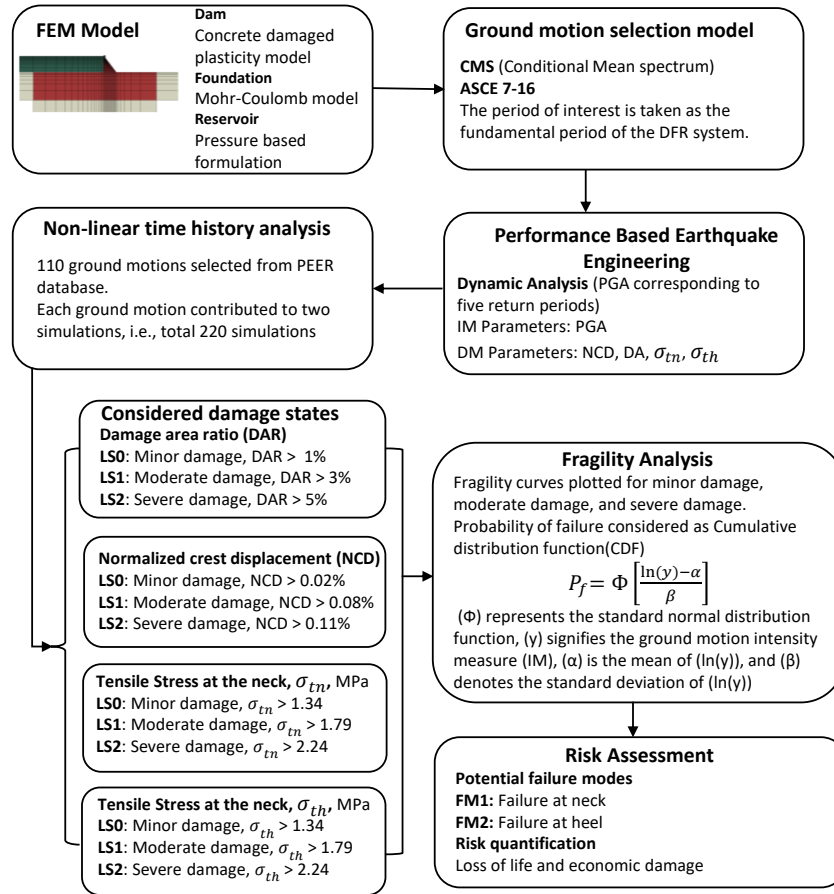 FEM Model
Dam
Concrete damaged
plasticity model
Foundation
Mohr-Coulomb model
Reservoir
Pressure based
formulation
Ground motion selection model
CMS (Conditional Mean spectrum)
ASCE 7-16
The period of interest is taken as the
fundamental period of the DFR system.
Performance Based Earthquake
Engineering
Dynamic Analysis (PGA corresponding to
five return periods)
IM Parameters: PGA
DM Parameters: NCD, DA, σ_tn, σ_th
Non-linear time history analysis
110 ground motions selected from PEER
database.
Each ground motion contributed to two
simulations, i.e., total 220 simulations
Considered damage states
Damage area ratio (DAR)
LS0: Minor damage, DAR > 1%
LS1: Moderate damage, DAR > 3%
LS2: Severe damage, DAR > 5%
Normalized crest displacement (NCD)
LS0: Minor damage, NCD > 0.02%
LS1: Moderate damage, NCD > 0.08%
LS2: Severe damage, NCD > 0.11%
Tensile Stress at the neck, σ_tn, MPa
LS0: Minor damage, σ_tn > 1.34
LS1: Moderate damage, σ_tn > 1.79
LS2: Severe damage, σ_tn > 2.24
Tensile Stress at the neck, σ_th, MPa
LS0: Minor damage, σ_th > 1.34
LS1: Moderate damage, σ_th > 1.79
LS2: Severe damage, σ_th > 2.24
Fragility Analysis
Fragility curves plotted for minor damage,
moderate damage, and severe damage.
Probability of failure considered as Cumulative
distribution function(CDF)
P_f = Φ [(ln(y)−α)/β]
(Φ) represents the standard normal distribution
function, (y) signifies the ground motion intensity
measure (IM), (α) is the mean of (ln(y)), and (β)
denotes the standard deviation of (ln(y))
Risk Assessment
Potential failure modes
FM1: Failure at neck
FM2: Failure at heel
Risk quantification
Loss of life and economic damage